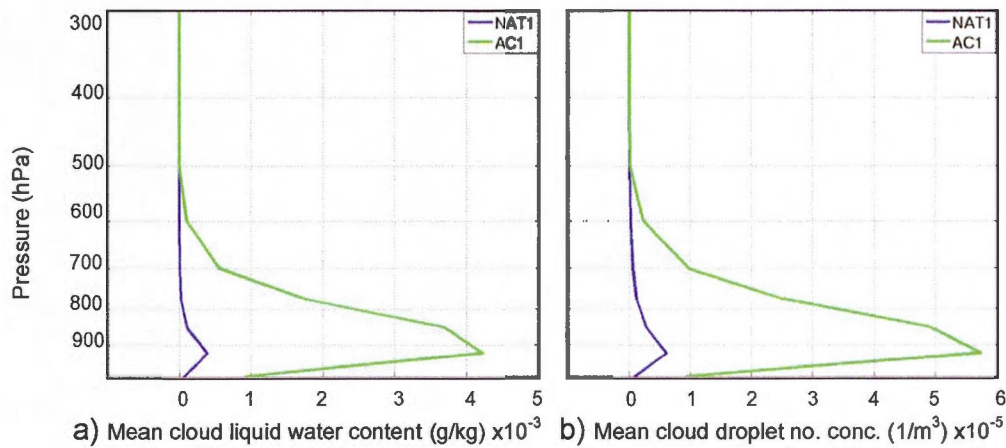 NAT1
AC1
NAT1
AC1
300
400
500
600
700
800
900
Pressure (hPa)
0 1 2 3 4 5
0 1 2 3 4 5 6
a) Mean cloud liquid water content (g/kg) x10-3
b) Mean cloud droplet no. conc. (1/m3) x10-5